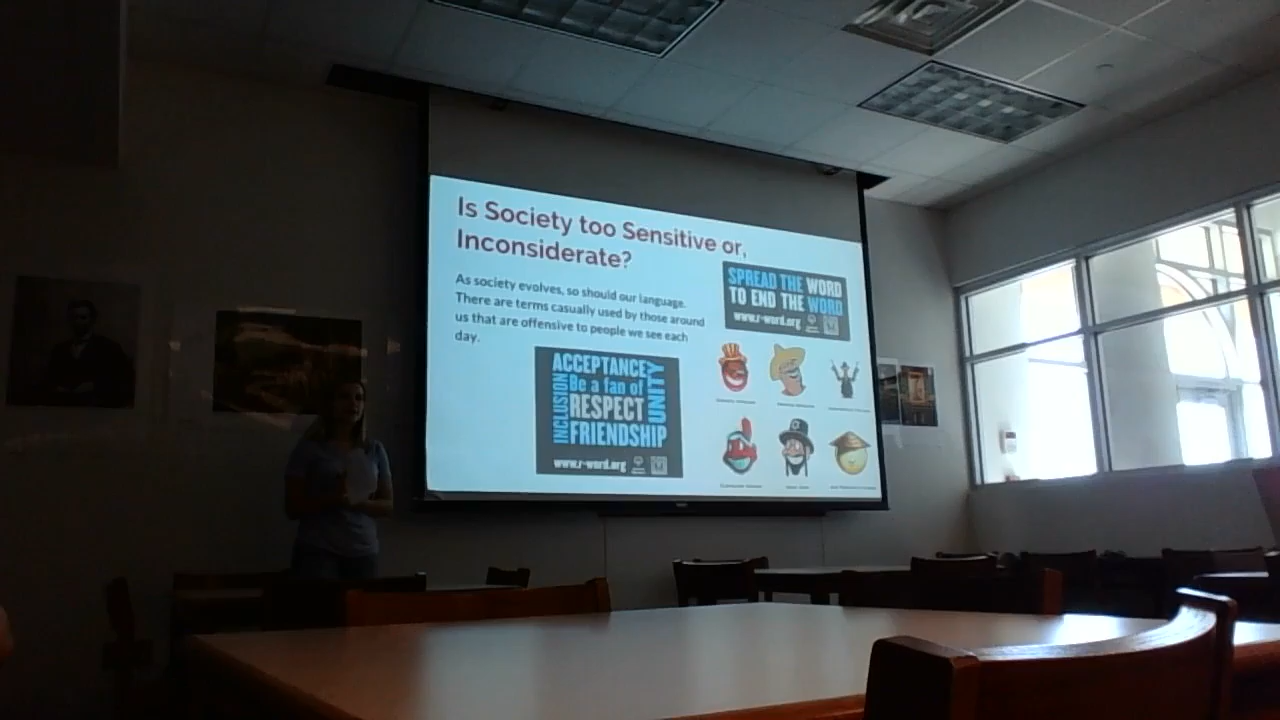 Is Society too Sensitive or,
Inconsiderate?
As society evolves, so should our language.
There are terms casually used by those around
us that are offensive to people we see each
day.
SPREAD THE WORD
TO END THE WORD
www.r-word.org
ACCEPTANCE
INCLUSION
Be a fan of
RESPECT
FRIENDSHIP
UNITY
www.r-word.org